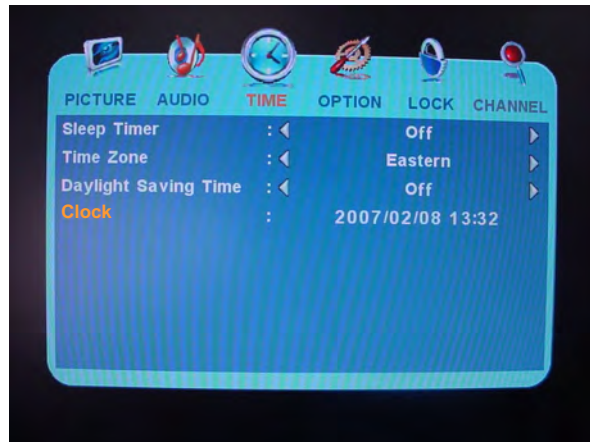 PICTURE AUDIO TIME OPTION LOCK CHANNEL
Sleep Timer : Off
Time Zone : Eastern
Daylight Saving Time : Off
Clock : 2007/02/08 13:32